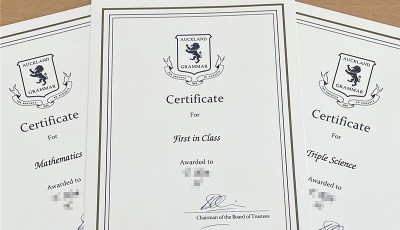 AUCKLAND
GRAMMAR
Certificate
For
Mathematics
Awarded to
AUCKLAND
GRAMMAR
Certificate
For
First in Class
Awarded to
Chairman of the Board of Trustees
AUCKLAND
GRAMMAR
Certificate
For
Triple Science
Awarded to